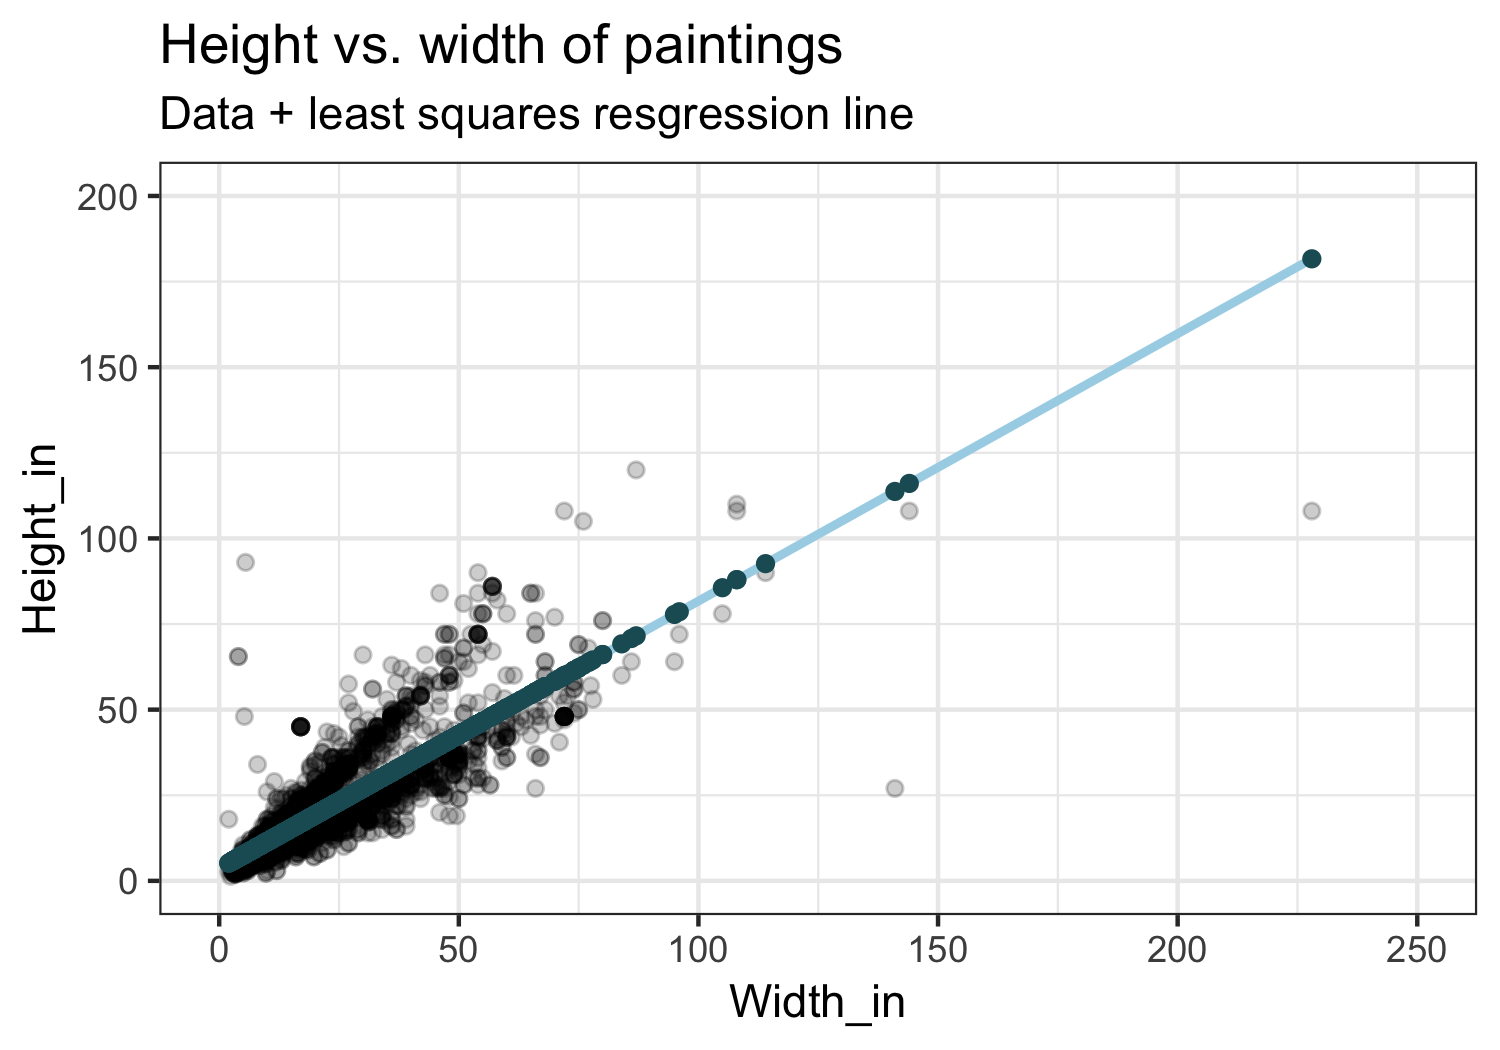 Height vs. width of paintings
Data + least squares resgression line
200
150
100
50
0
Height_in
0 50 100 150 200 250
Width_in